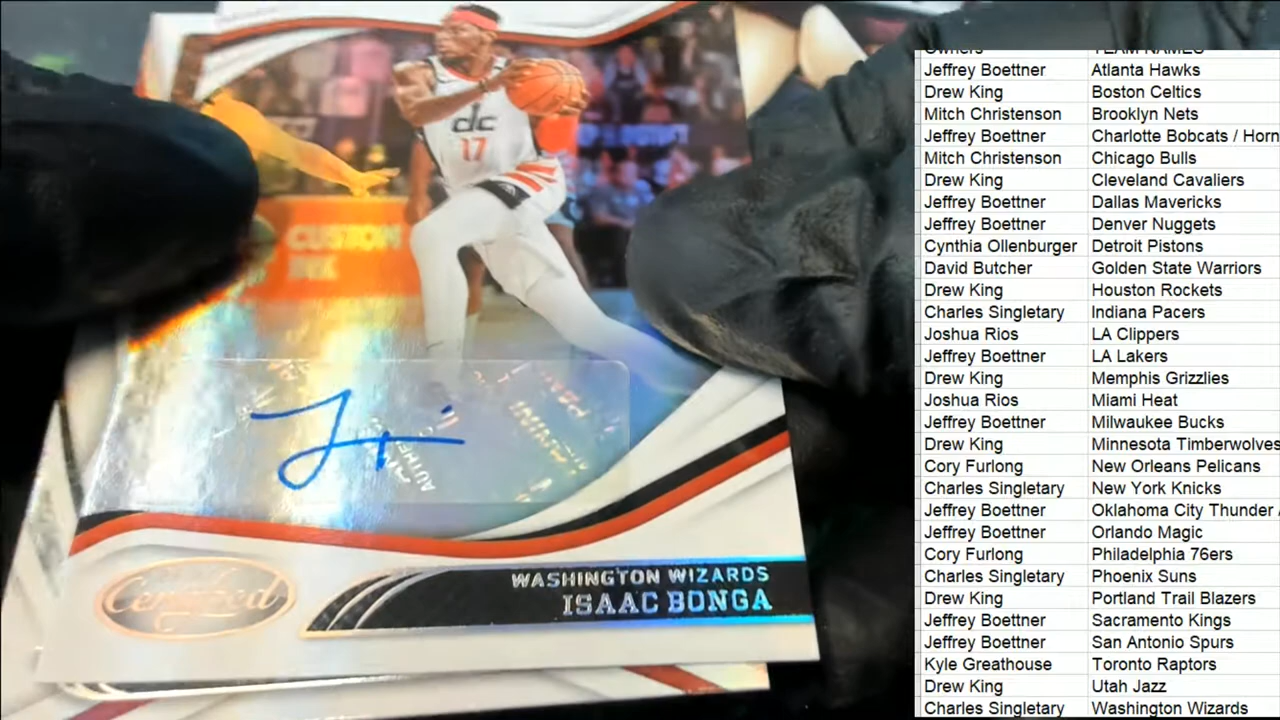 dc
17
CUSTOM
INK
PANINI
AUTHENTIC
Certified
WASHINGTON WIZARDS
ISAAC BONGA
Owners TEAM NAMES
Jeffrey Boettner Atlanta Hawks
Drew King Boston Celtics
Mitch Christenson Brooklyn Nets
Jeffrey Boettner Charlotte Bobcats / Horn
Mitch Christenson Chicago Bulls
Drew King Cleveland Cavaliers
Jeffrey Boettner Dallas Mavericks
Jeffrey Boettner Denver Nuggets
Cynthia Ollenburger Detroit Pistons
David Butcher Golden State Warriors
Drew King Houston Rockets
Charles Singletary Indiana Pacers
Joshua Rios LA Clippers
Jeffrey Boettner LA Lakers
Drew King Memphis Grizzlies
Joshua Rios Miami Heat
Jeffrey Boettner Milwaukee Bucks
Drew King Minnesota Timberwolves
Cory Furlong New Orleans Pelicans
Charles Singletary New York Knicks
Jeffrey Boettner Oklahoma City Thunder
Jeffrey Boettner Orlando Magic
Cory Furlong Philadelphia 76ers
Charles Singletary Phoenix Suns
Drew King Portland Trail Blazers
Jeffrey Boettner Sacramento Kings
Jeffrey Boettner San Antonio Spurs
Kyle Greathouse Toronto Raptors
Drew King Utah Jazz
Charles Singletary Washington Wizards